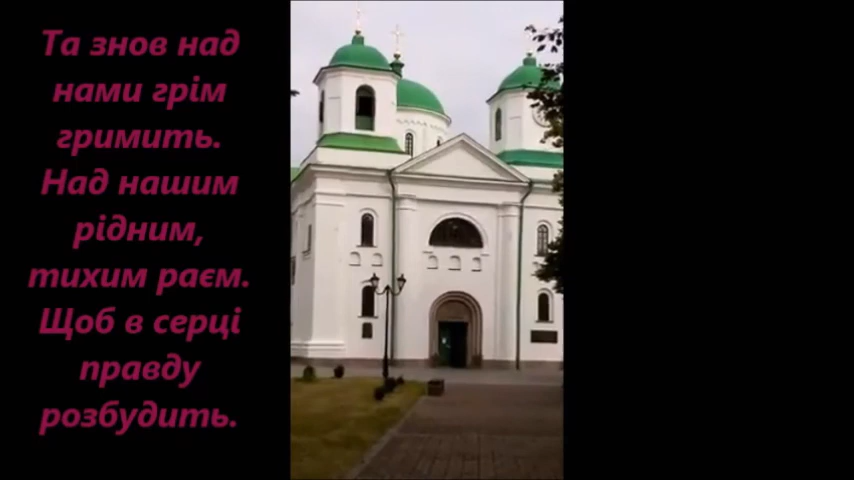 Та знов над
нами грім
гримить.
Над нашим
рідним,
тихим раєм.
Щоб в серці
правду
розбудить.